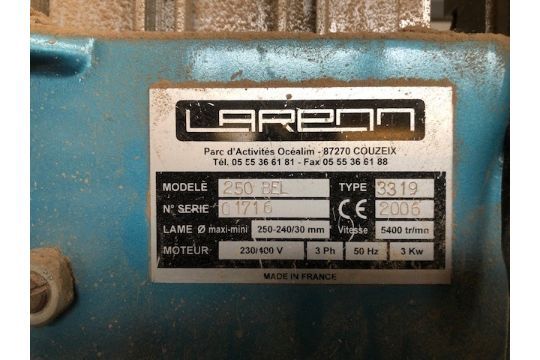 LAREON
Parc d'Activités Océalim - 87270 COUZEIX
Tél. 05 55 36 61 81 - Fax 05 55 36 61 88
MODELE 250 BEL TYPE 3319
N° SERIE 01716 CE 2006
LAME Ø maxi-mini 250-240/30 mm Vitesse 5400 tr/mn
MOTEUR 230/400 V 3 Ph 50 Hz 3 Kw
MADE IN FRANCE